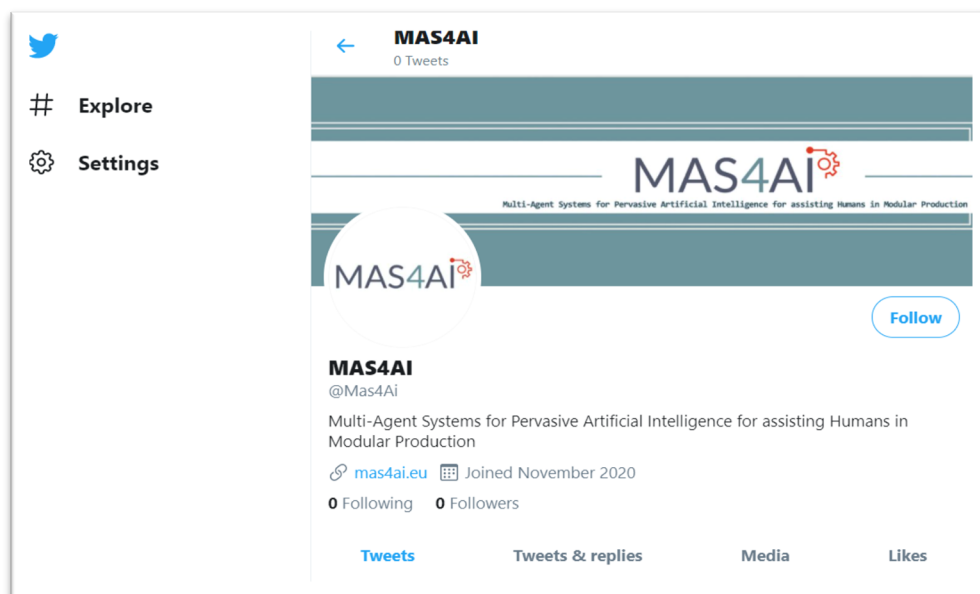 MAS4AI
0 Tweets
Explore
Settings
MAS4AI
Multi-Agent Systems for Pervasive Artificial Intelligence for assisting Humans in Modular Production
MAS4AI
Follow
MAS4AI
@Mas4Ai
Multi-Agent Systems for Pervasive Artificial Intelligence for assisting Humans in
Modular Production
mas4ai.eu Joined November 2020
0 Following 0 Followers
Tweets Tweets & replies Media Likes